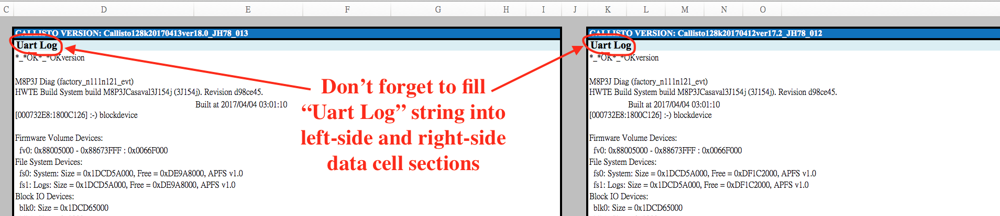 C D E F G H I J K L M N O
CALLISTO VERSION: Callisto128k20170413ver18.0_JH78_013
Uart Log
*_*OK*_*OKversion
M8P3J Diag (factory_n111n121_evt)
HWTE Build System build M8P3JCasaval3J154j (3J154j). Revision d98ce45.
Built at 2017/04/04 03:01:10
[000732E8:1800C126] :-) blockdevice
Firmware Volume Devices:
fv0: 0x88005000 - 0x88673FFF : 0x0066F000
File System Devices:
fs0: System: Size = 0x1DCD5A000, Free = 0xDE9A8000, APFS v1.0
fs1: Logs: Size = 0x1DCD5A000, Free = 0xDE9A8000, APFS v1.0
Block IO Devices:
blk0: Size = 0x1DCD65000
Don’t forget to fill
“Uart Log” string into
left-side and right-side
data cell sections
CALLISTO VERSION: Callisto128k20170412ver17.2_JH78_012
Uart Log
*_*OK*_*OKversion
M8P3J Diag (factory_n111n121_evt)
HWTE Build System build M8P3JCasaval3J154j (3J154j). Revision d98ce45.
Built at 2017/04/04 03:01:10
[000732E8:1800C126] :-) blockdevice
Firmware Volume Devices:
fv0: 0x88005000 - 0x88673FFF : 0x0066F000
File System Devices:
fs0: System: Size = 0x1DCD5A000, Free = 0xDF1C2000, APFS v1.0
fs1: Logs: Size = 0x1DCD5A000, Free = 0xDF1C2000, APFS v1.0
Block IO Devices:
blk0: Size = 0x1DCD65000